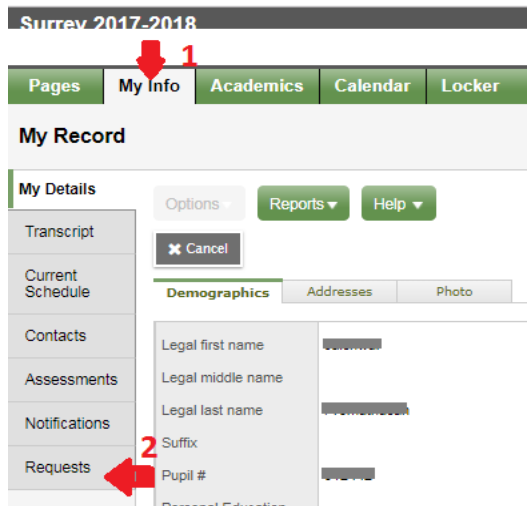 Surrey 2017-2018
1
Pages My Info Academics Calendar Locker
My Record
My Details
Options Reports Help
Transcript
Cancel
Current
Schedule
Demographics Addresses Photo
Contacts
Legal first name
Assessments
Legal middle name
Legal last name
Notifications
2
Suffix
Requests
Pupil #
Personal Education